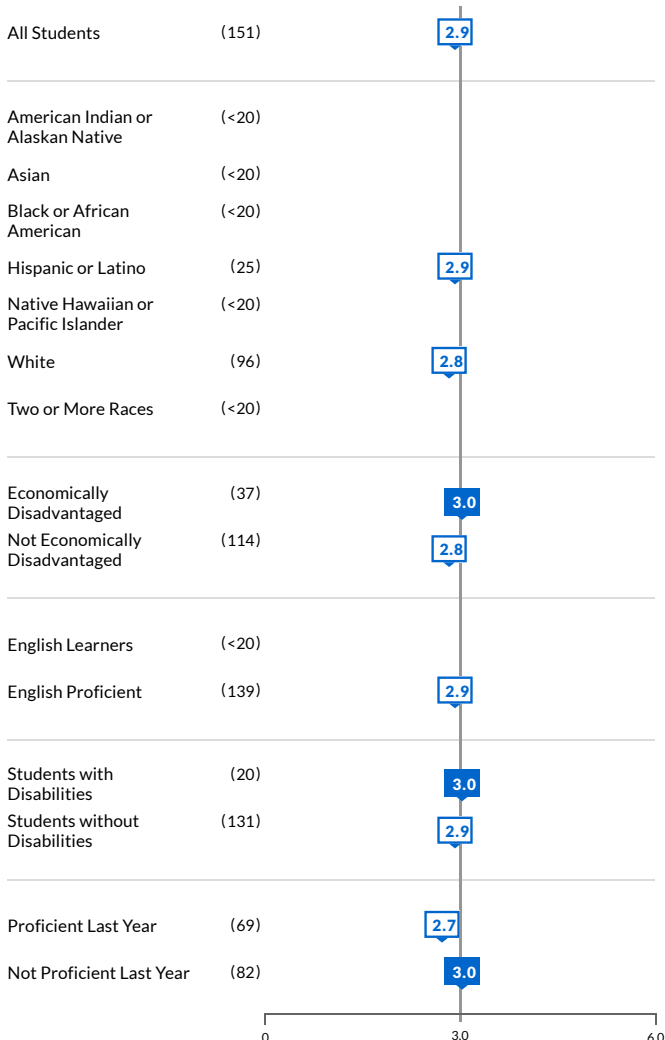 All Students (151) 2.9
American Indian or (<20)
Alaskan Native
Asian (<20)
Black or African (<20)
American
Hispanic or Latino (25) 2.9
Native Hawaiian or (<20)
Pacific Islander
White (96) 2.8
Two or More Races (<20)
Economically (37) 3.0
Disadvantaged
Not Economically (114) 2.8
Disadvantaged
English Learners (<20)
English Proficient (139) 2.9
Students with (20) 3.0
Disabilities
Students without (131) 2.9
Disabilities
Proficient Last Year (69) 2.7
Not Proficient Last Year (82) 3.0
0 3.0 6.0